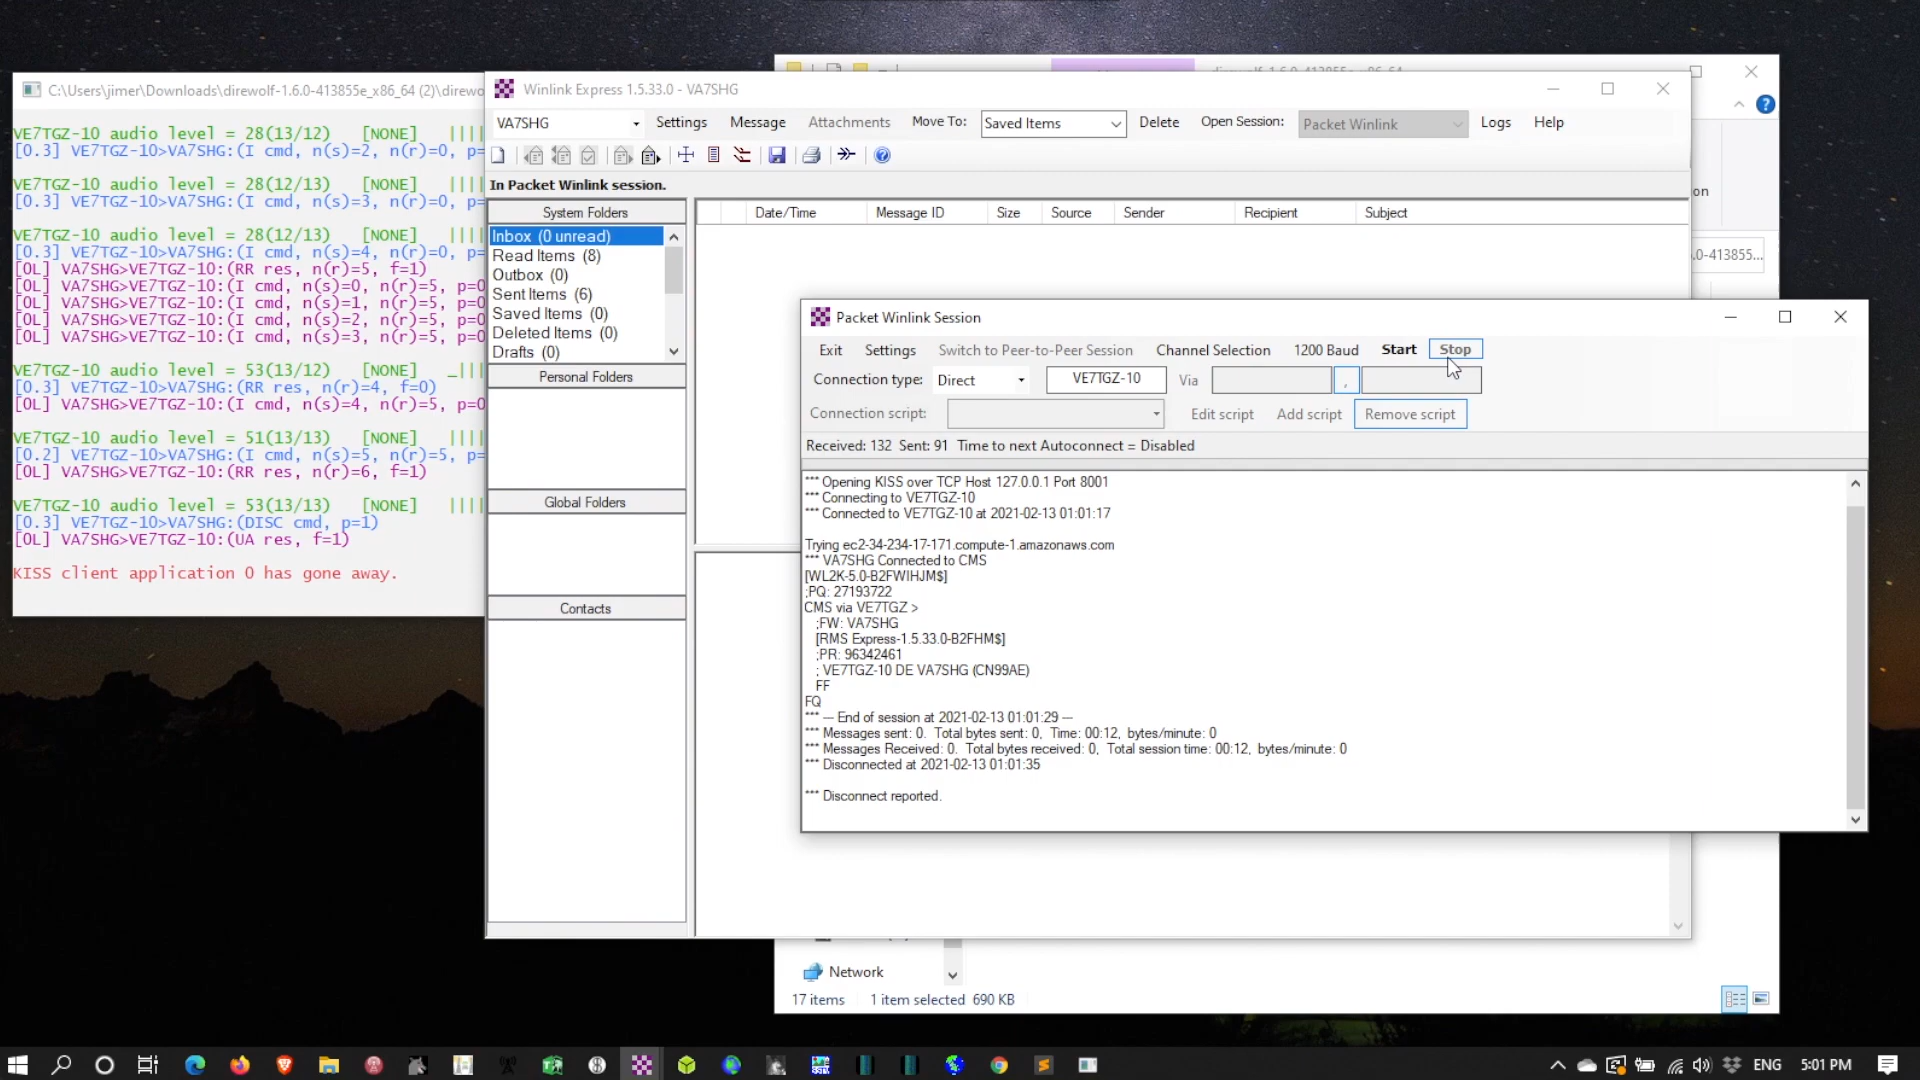 C:\Users\jimer\Downloads\direwolf-1.6.0-413855e_x86_64 (2)\direwo
VE7TGZ-10 audio level = 28(13/12)   [NONE]   ||||
[0.3] VE7TGZ-10>VA7SHG:(I cmd, n(s)=2, n(r)=0, p=
VE7TGZ-10 audio level = 28(12/13)   [NONE]   ||||
[0.3] VE7TGZ-10>VA7SHG:(I cmd, n(s)=3, n(r)=0, p=
VE7TGZ-10 audio level = 28(12/13)   [NONE]   ||||
[0.3] VE7TGZ-10>VA7SHG:(I cmd, n(s)=4, n(r)=0, p=
[0L] VA7SHG>VE7TGZ-10:(RR res, n(r)=5, f=1)
[0L] VA7SHG>VE7TGZ-10:(I cmd, n(s)=0, n(r)=5, p=0
[0L] VA7SHG>VE7TGZ-10:(I cmd, n(s)=1, n(r)=5, p=0
[0L] VA7SHG>VE7TGZ-10:(I cmd, n(s)=2, n(r)=5, p=0
[0L] VA7SHG>VE7TGZ-10:(I cmd, n(s)=3, n(r)=5, p=0
VE7TGZ-10 audio level = 53(13/12)   [NONE]   _|||
[0.3] VE7TGZ-10>VA7SHG:(RR res, n(r)=4, f=0)
[0L] VA7SHG>VE7TGZ-10:(I cmd, n(s)=4, n(r)=5, p=0
VE7TGZ-10 audio level = 51(13/13)   [NONE]   ||||
[0.2] VE7TGZ-10>VA7SHG:(I cmd, n(s)=5, n(r)=5, p=
[0L] VA7SHG>VE7TGZ-10:(RR res, n(r)=6, f=1)
VE7TGZ-10 audio level = 53(13/13)   [NONE]   ||||
[0.3] VE7TGZ-10>VA7SHG:(DISC cmd, p=1)
[0L] VA7SHG>VE7TGZ-10:(UA res, f=1)
KISS client application 0 has gone away.
Winlink Express 1.5.33.0 - VA7SHG
VA7SHG Settings Message Attachments Move To: Saved Items Delete Open Session: Packet Winlink Logs Help
In Packet Winlink session.
System Folders
Inbox (0 unread)
Read Items (8)
Outbox (0)
Sent Items (6)
Saved Items (0)
Deleted Items (0)
Drafts (0)
Personal Folders
Global Folders
Contacts
Date/Time Message ID Size Source Sender Recipient Subject
on
.0-413855...
Packet Winlink Session
Exit Settings Switch to Peer-to-Peer Session Channel Selection 1200 Baud Start Stop
Connection type: Direct VE7TGZ-10 Via ,
Connection script: Edit script Add script Remove script
Received: 132 Sent: 91 Time to next Autoconnect = Disabled
*** Opening KISS over TCP Host 127.0.0.1 Port 8001
*** Connecting to VE7TGZ-10
*** Connected to VE7TGZ-10 at 2021-02-13 01:01:17
Trying ec2-34-234-17-171.compute-1.amazonaws.com
*** VA7SHG Connected to CMS
[WL2K-5.0-B2FWIHJM$]
;PQ: 27193722
CMS via VE7TGZ >
;FW: VA7SHG
[RMS Express-1.5.33.0-B2FHM$]
;PR: 96342461
; VE7TGZ-10 DE VA7SHG (CN99AE)
FF
FQ
*** --- End of session at 2021-02-13 01:01:29 ---
*** Messages sent: 0.  Total bytes sent: 0,  Time: 00:12,  bytes/minute: 0
*** Messages Received: 0.  Total bytes received: 0,  Total session time: 00:12,  bytes/minute: 0
*** Disconnected at 2021-02-13 01:01:35
*** Disconnect reported.
Network
17 items 1 item selected 690 KB
ENG 5:01 PM